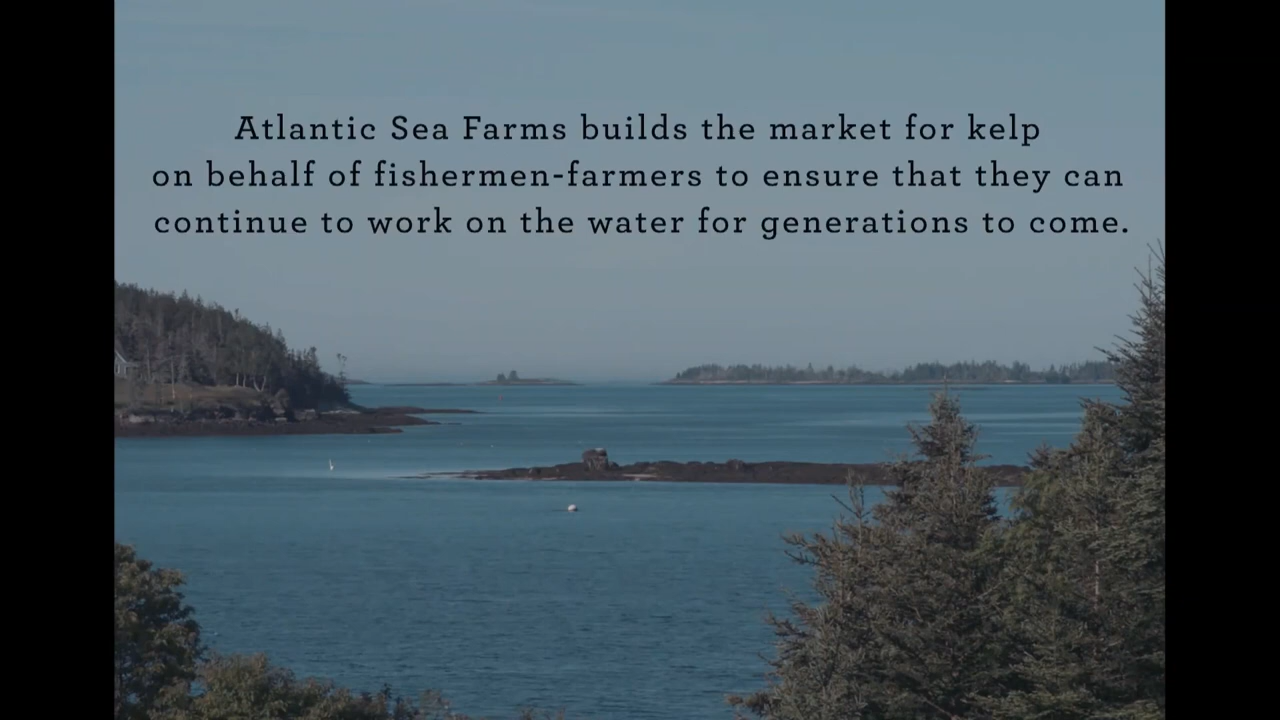 Atlantic Sea Farms builds the market for kelp
on behalf of fishermen-farmers to ensure that they can
continue to work on the water for generations to come.